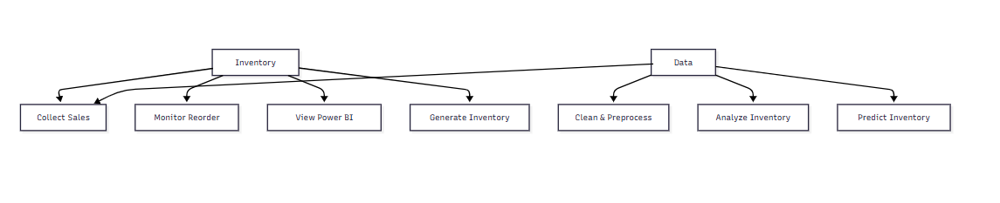 Inventory
Data
Collect Sales
Monitor Reorder
View Power BI
Generate Inventory
Clean & Preprocess
Analyze Inventory
Predict Inventory